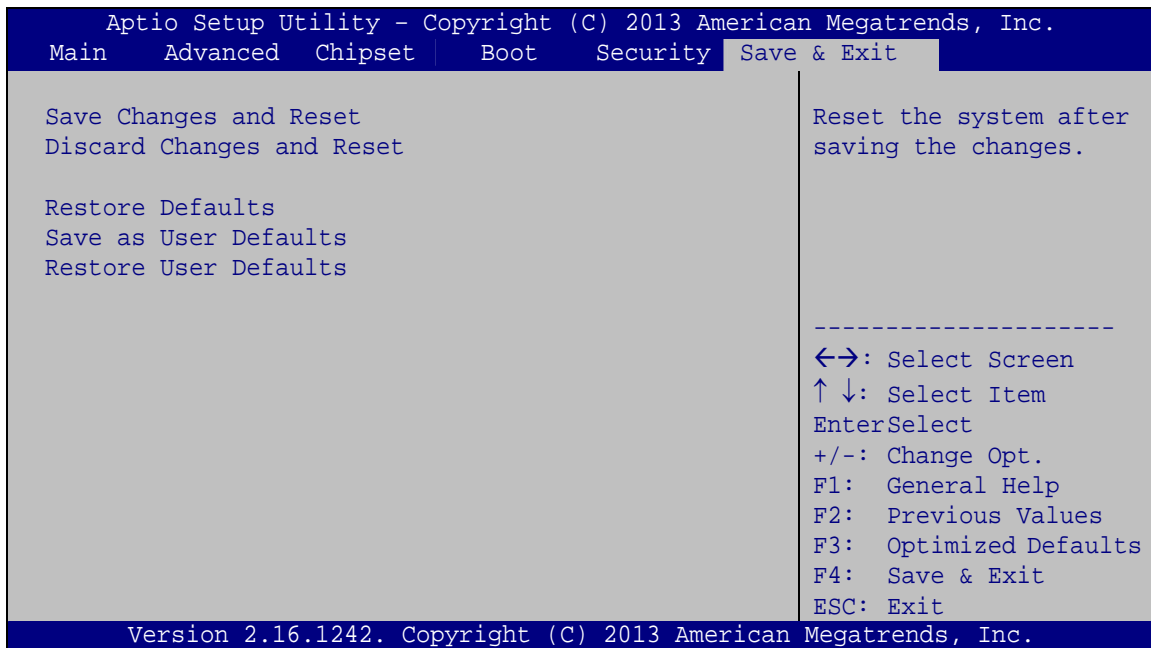 Aptio Setup Utility – Copyright (C) 2013 American Megatrends, Inc.
Main Advanced Chipset Boot Security Save & Exit
Save Changes and Reset
Discard Changes and Reset
Restore Defaults
Save as User Defaults
Restore User Defaults
Reset the system after
saving the changes.
---------------------
←→: Select Screen
↑ ↓: Select Item
EnterSelect
+/-: Change Opt.
F1: General Help
F2: Previous Values
F3: Optimized Defaults
F4: Save & Exit
ESC: Exit
Version 2.16.1242. Copyright (C) 2013 American Megatrends, Inc.